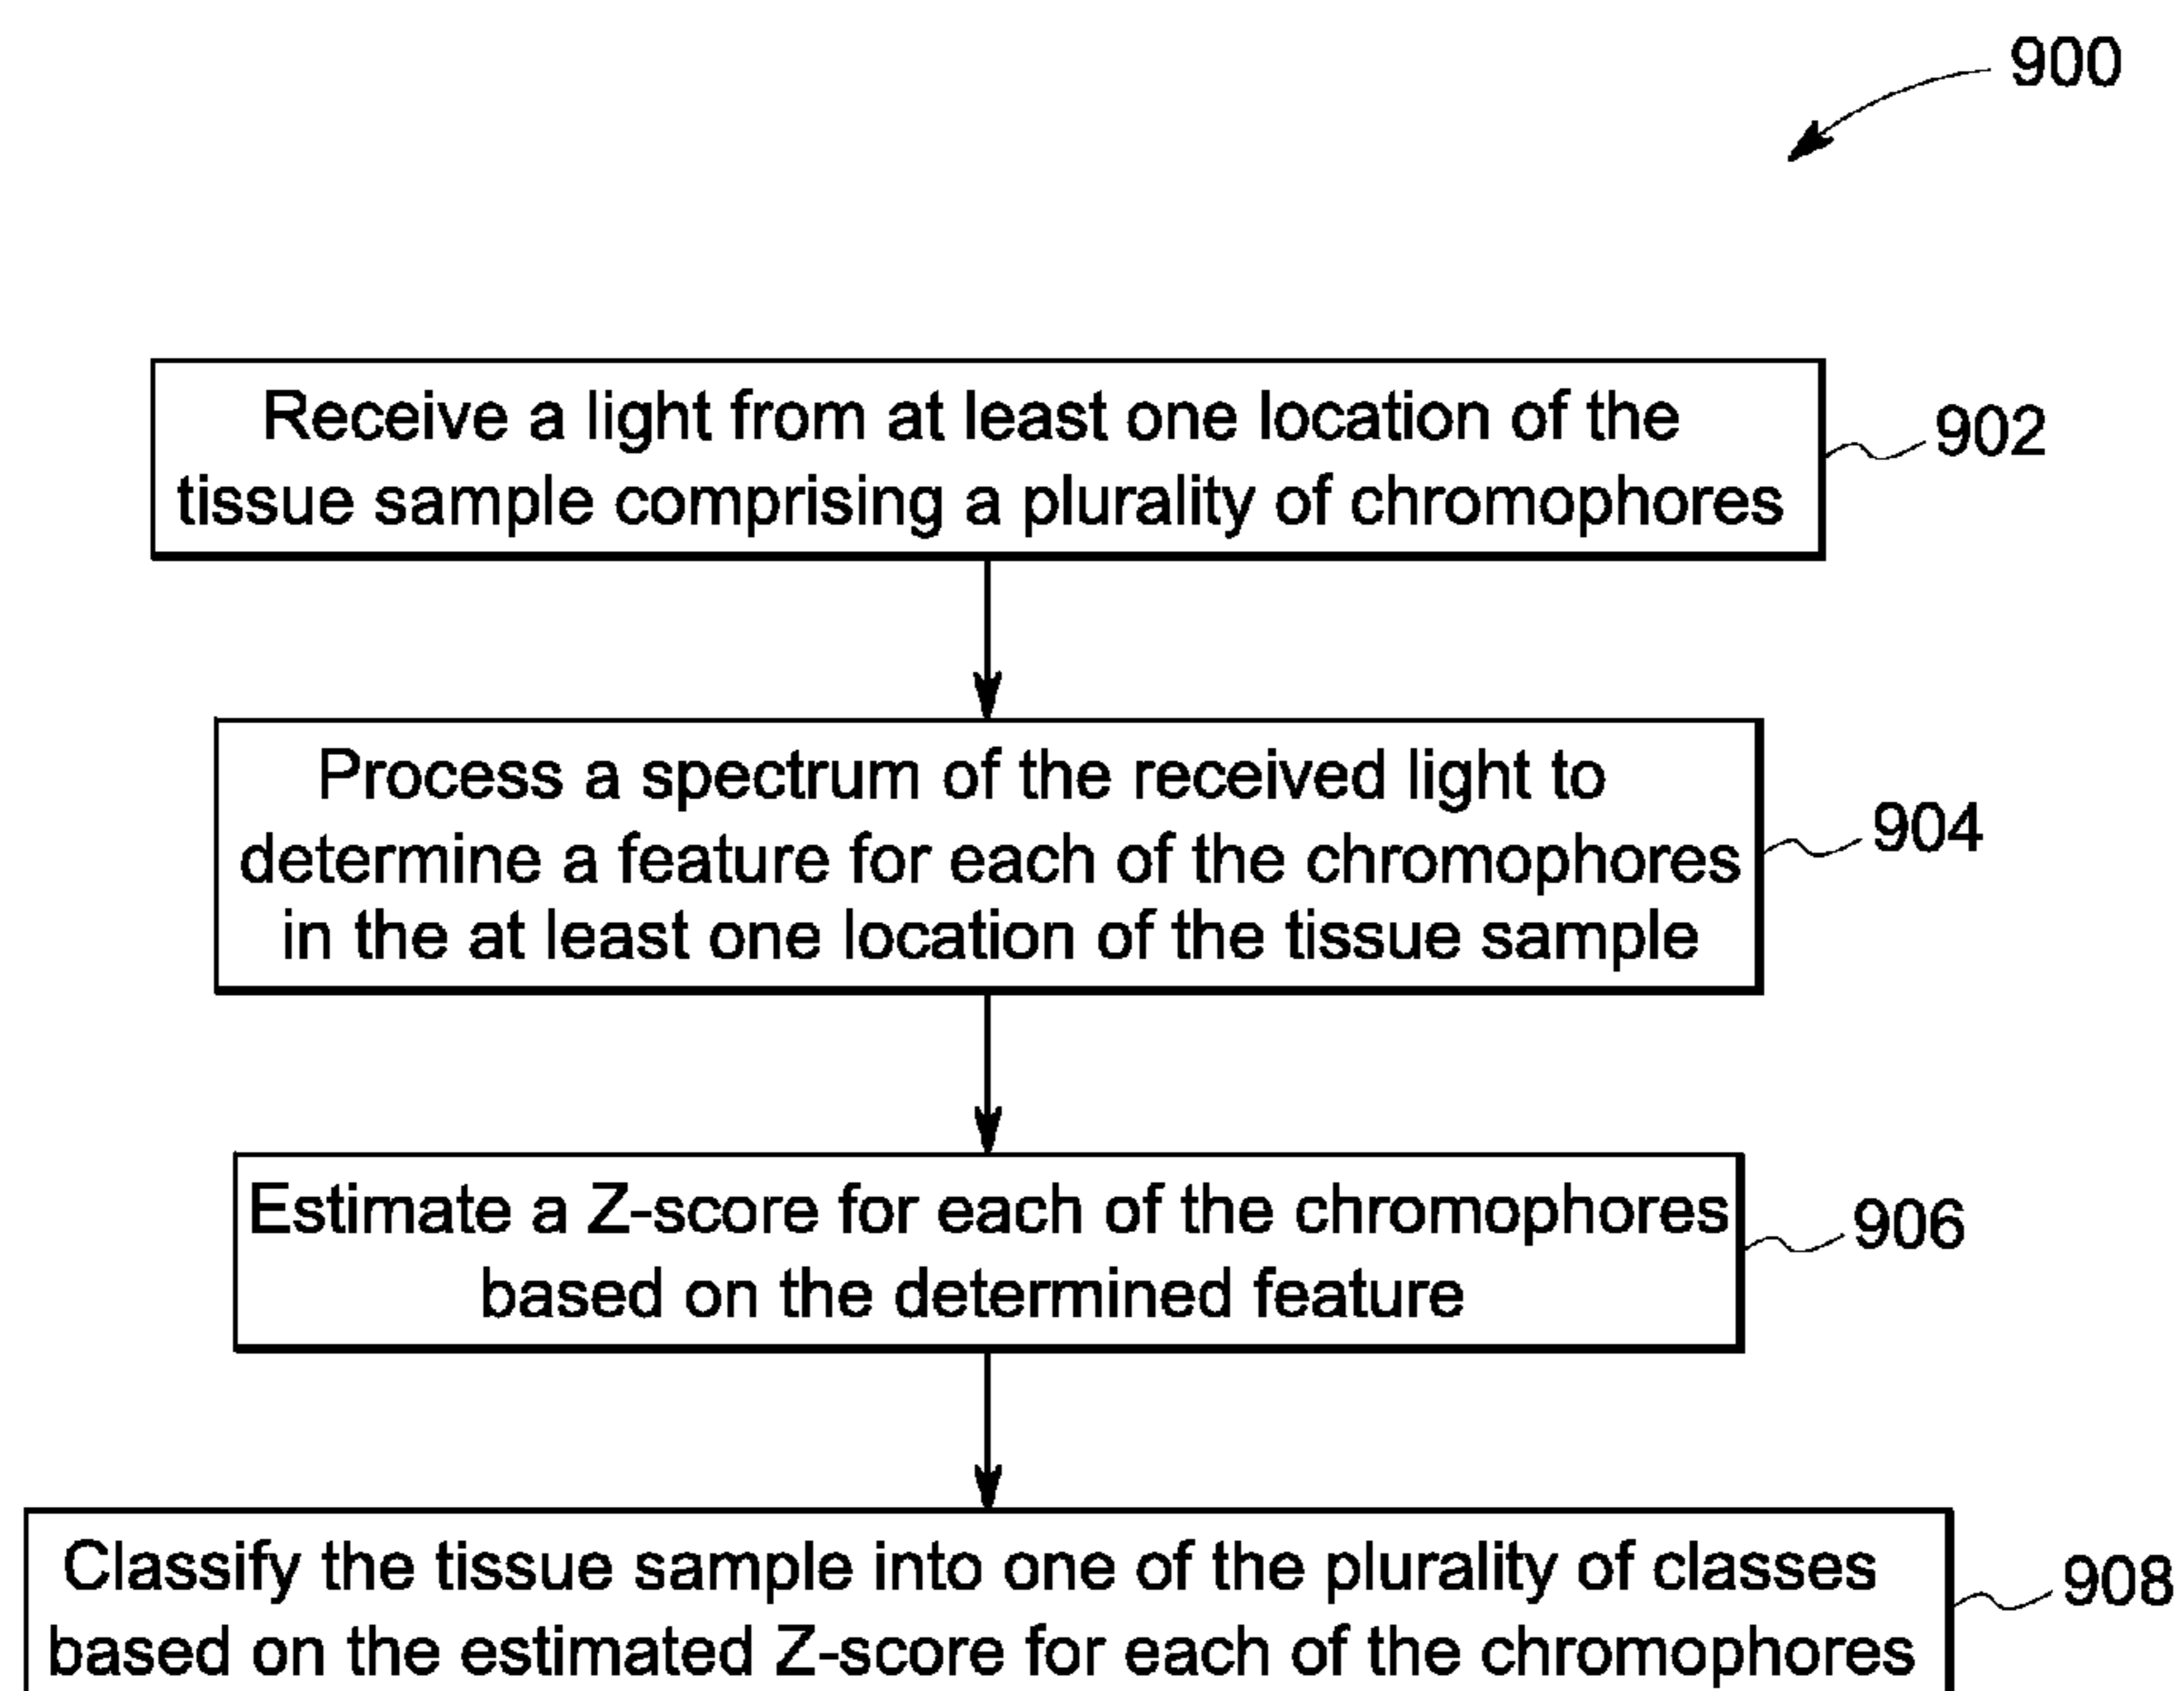 900
Receive a light from at least one location of the
tissue sample comprising a plurality of chromophores
902
Process a spectrum of the received light to
determine a feature for each of the chromophores
in the at least one location of the tissue sample
904
Estimate a Z-score for each of the chromophores
based on the determined feature
906
Classify the tissue sample into one of the plurality of classes
based on the estimated Z-score for each of the chromophores
908